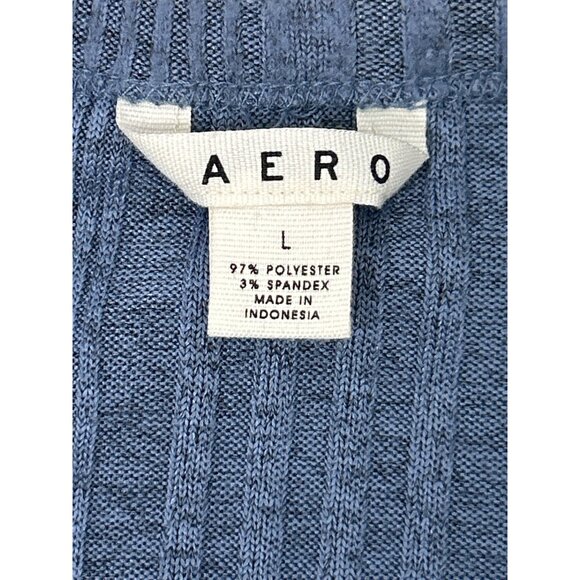 AERO
L
97% POLYESTER
3% SPANDEX
MADE IN
INDONESIA